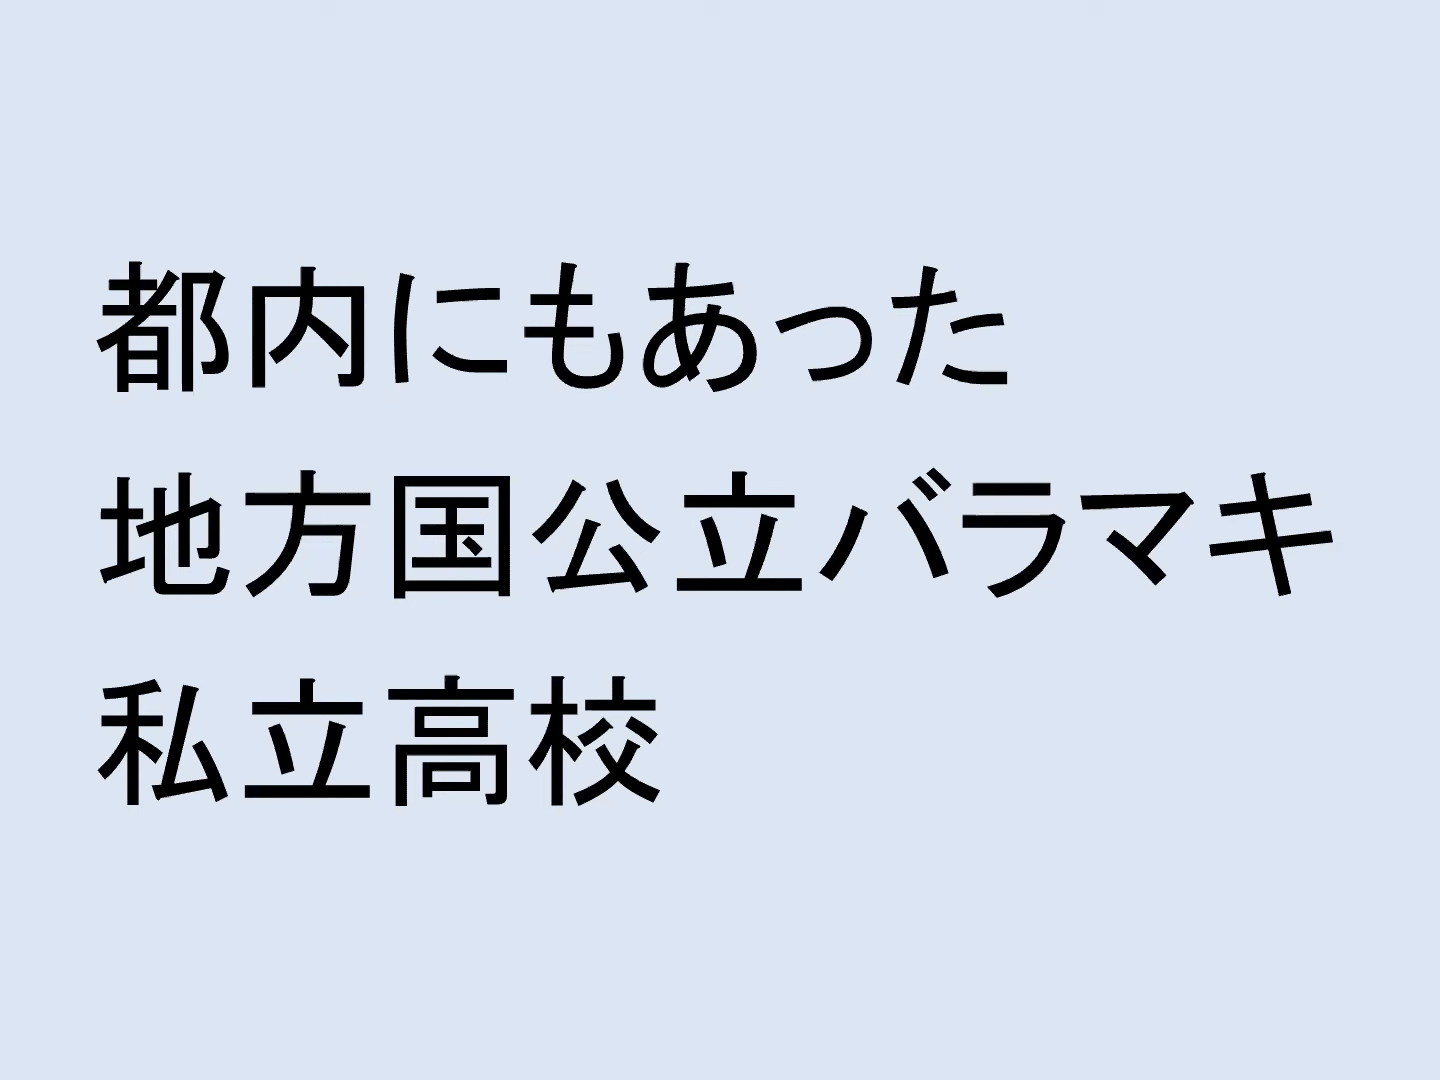 都内にもあった
地方国公立バラマキ
私立高校